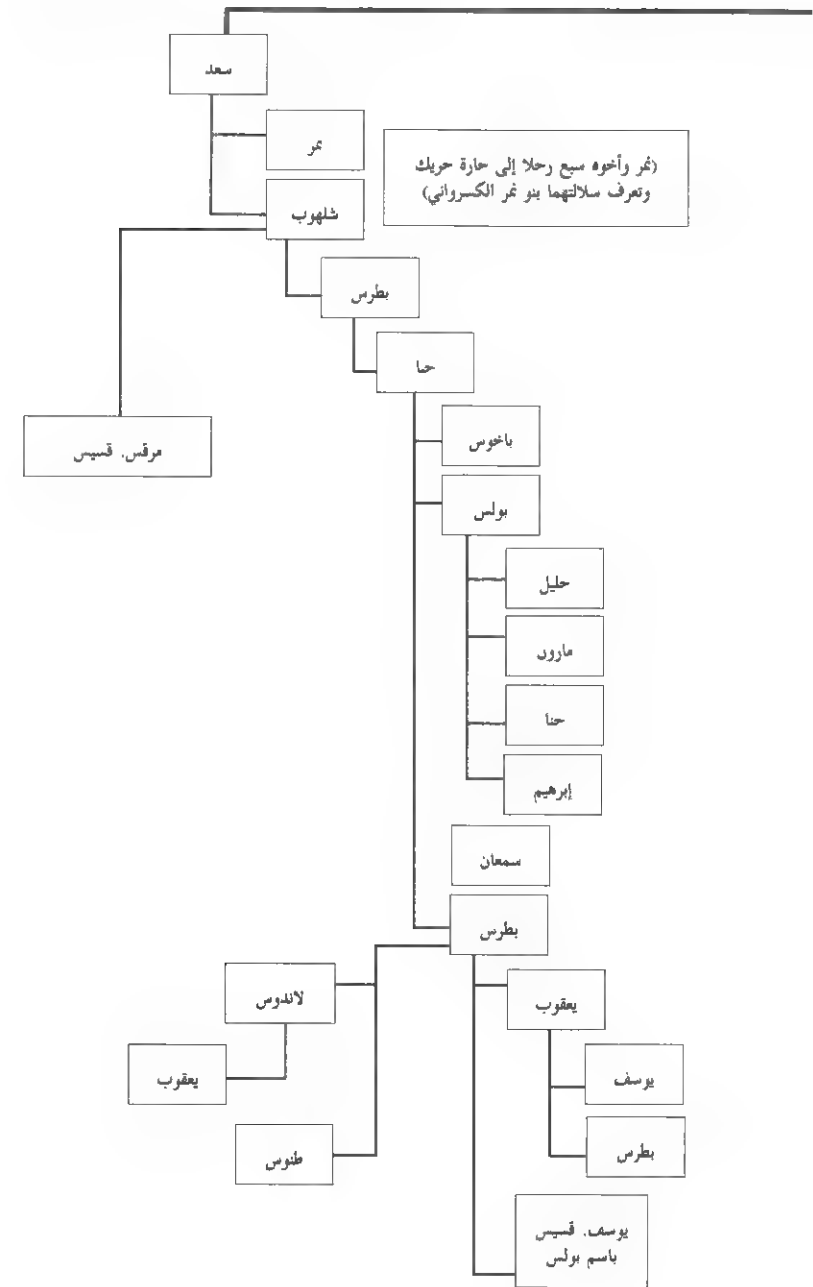 سعد
نمر
(نمر وأخوه سبع رحلا إلى حارة حريك
وتعرف سلالتهما بنو نمر الكسرواني)
شلهوب
بطرس
حنا
مرقس. قسيس
باخوس
بولس
خليل
مارون
حنا
إبرهيم
سمعان
بطرس
لاندوس
يعقوب
يعقوب
يوسف
طنوس
بطرس
يوسف. قسيس
باسم بولس